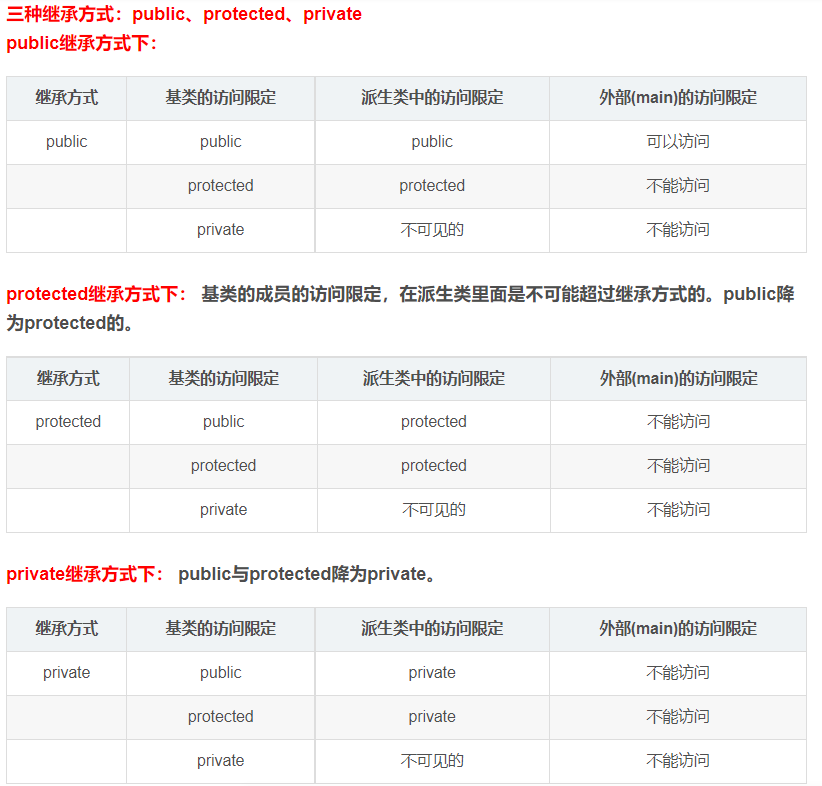 三种继承方式：public、protected、private
public继承方式下：
继承方式 基类的访问限定 派生类中的访问限定 外部(main)的访问限定
public public public 可以访问
protected protected 不能访问
private 不可见的 不能访问
protected继承方式下： 基类的成员的访问限定，在派生类里面是不可能超过继承方式的。public降
为protected的。
继承方式 基类的访问限定 派生类中的访问限定 外部(main)的访问限定
protected public protected 不能访问
protected protected 不能访问
private 不可见的 不能访问
private继承方式下： public与protected降为private。
继承方式 基类的访问限定 派生类中的访问限定 外部(main)的访问限定
private public private 不能访问
protected private 不能访问
private 不可见的 不能访问